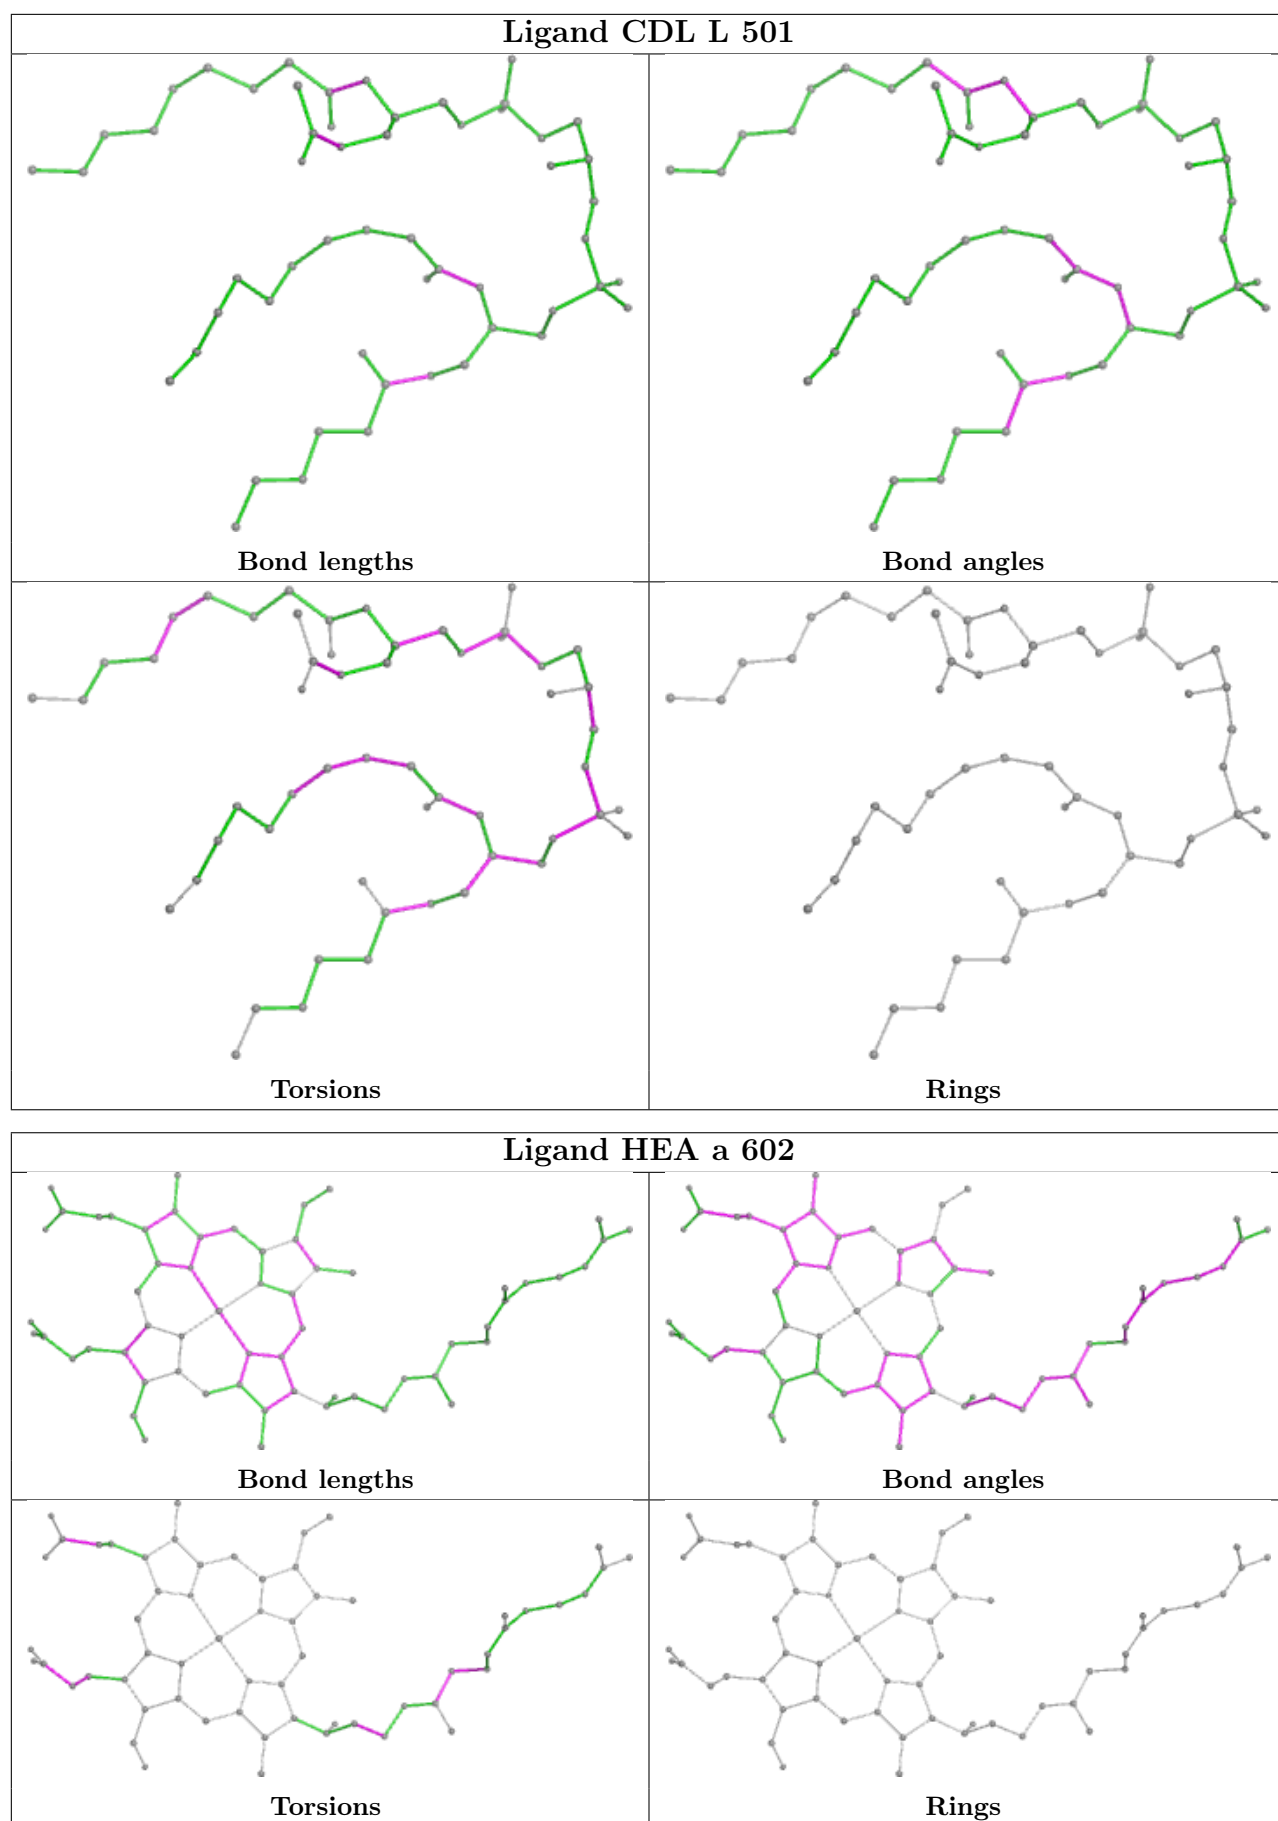 Ligand CDL L 501
Bond lengths
Bond angles
Torsions
Rings
Ligand HEA a 602
Bond lengths
Bond angles
Torsions
Rings